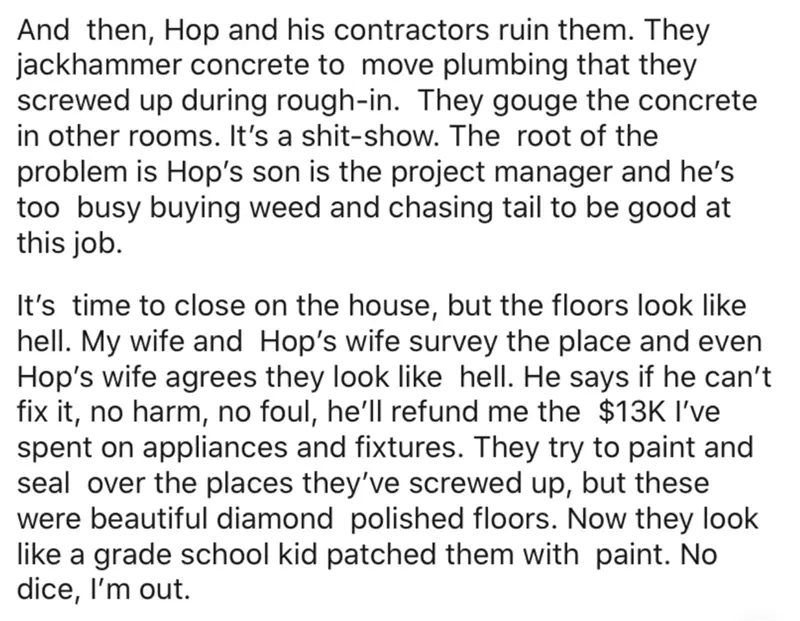 And then, Hop and his contractors ruin them. They
jackhammer concrete to move plumbing that they
screwed up during rough-in. They gouge the concrete
in other rooms. It's a shit-show. The root of the
problem is Hop's son is the project manager and he's
too busy buying weed and chasing tail to be good at
this job.
It's time to close on the house, but the floors look like
hell. My wife and Hop's wife survey the place and even
Hop's wife agrees they look like hell. He says if he can't
fix it, no harm, no foul, he'll refund me the $13K I've
spent on appliances and fixtures. They try to paint and
seal over the places they've screwed up, but these
were beautiful diamond polished floors. Now they look
like a grade school kid patched them with paint. No
dice, I'm out.